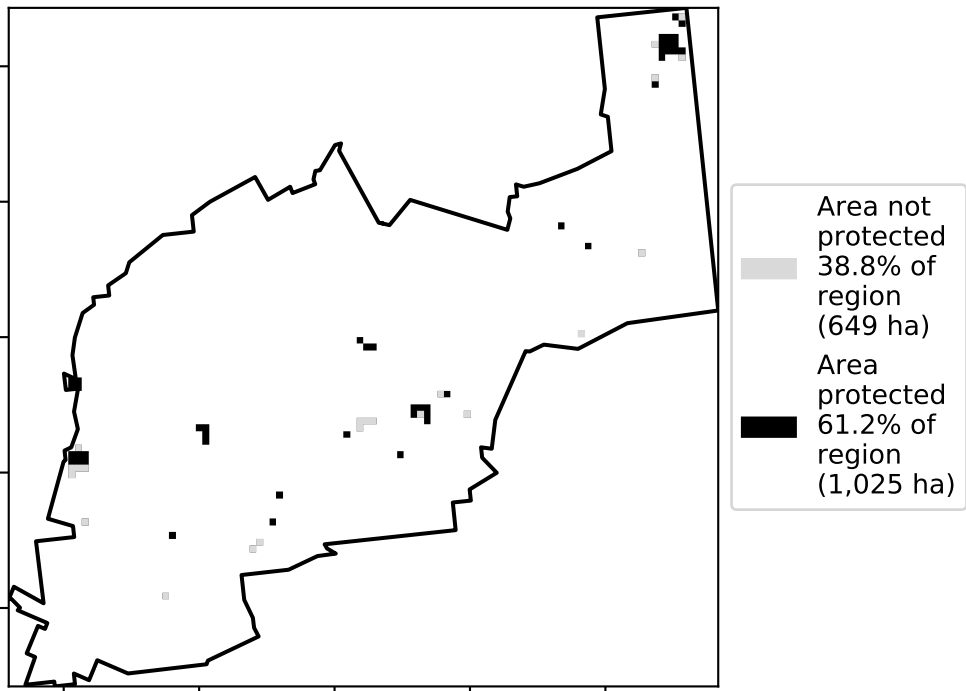 Area not
protected
38.8% of
region
(649 ha)
Area
protected
61.2% of
region
(1,025 ha)